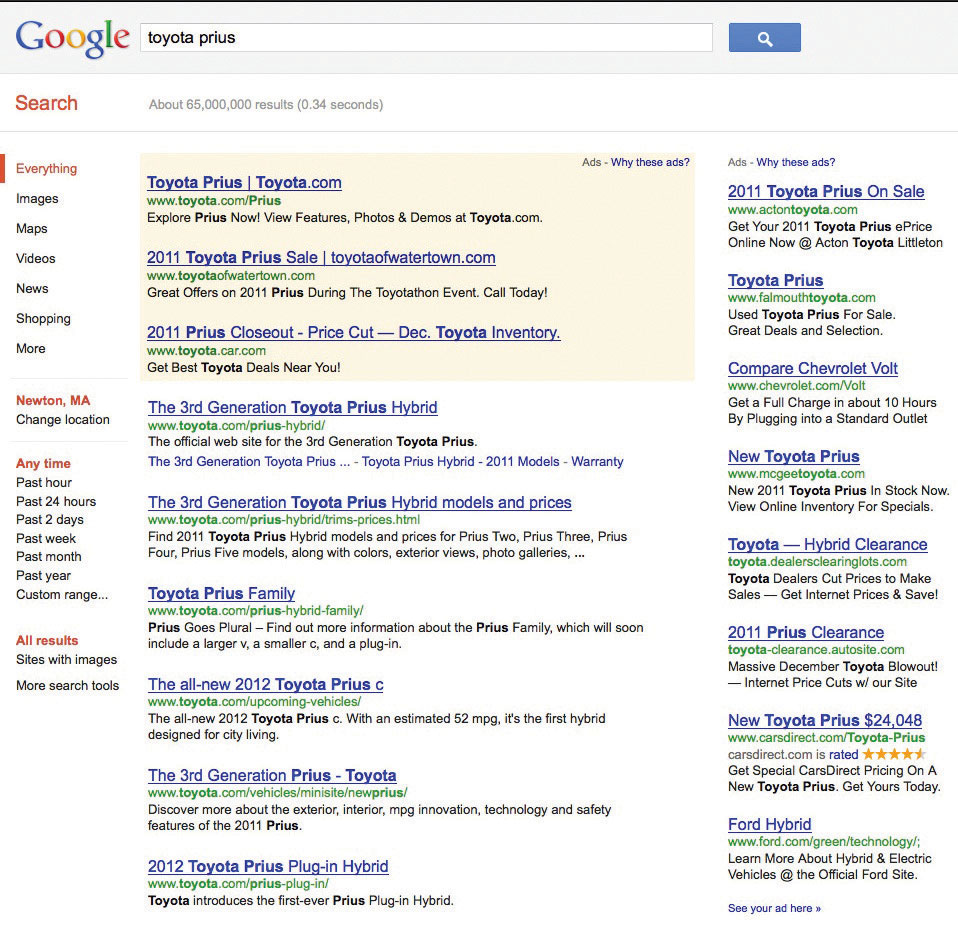 Google
toyota prius
Search
About 65,000,000 results (0.34 seconds)
Everything
Images
Maps
Videos
News
Shopping
More
Newton, MA
Change location
Any time
Past hour
Past 24 hours
Past 2 days
Past week
Past month
Past year
Custom range...
All results
Sites with images
More search tools
Ads - Why these ads?
Toyota Prius | Toyota.com
www.toyota.com/Prius
Explore Prius Now! View Features, Photos & Demos at Toyota.com.
2011 Toyota Prius Sale | toyotaofwatertown.com
www.toyotaofwatertown.com
Great Offers on 2011 Prius During The Toyotathon Event. Call Today!
2011 Prius Closeout - Price Cut — Dec. Toyota Inventory.
www.toyota.car.com
Get Best Toyota Deals Near You!
The 3rd Generation Toyota Prius Hybrid
www.toyota.com/prius-hybrid/
The official web site for the 3rd Generation Toyota Prius.
The 3rd Generation Toyota Prius ... - Toyota Prius Hybrid - 2011 Models - Warranty
The 3rd Generation Toyota Prius Hybrid models and prices
www.toyota.com/prius-hybrid/trims-prices.html
Find 2011 Toyota Prius Hybrid models and prices for Prius Two, Prius Three, Prius
Four, Prius Five models, along with colors, exterior views, photo galleries, ...
Toyota Prius Family
www.toyota.com/prius-hybrid-family/
Prius Goes Plural – Find out more information about the Prius Family, which will soon
include a larger v, a smaller c, and a plug-in.
The all-new 2012 Toyota Prius c
www.toyota.com/upcoming-vehicles/
The all-new 2012 Toyota Prius c. With an estimated 52 mpg, it's the first hybrid
designed for city living.
The 3rd Generation Prius - Toyota
www.toyota.com/vehicles/minisite/newprius/
Discover more about the exterior, interior, mpg innovation, technology and safety
features of the 2011 Prius.
2012 Toyota Prius Plug-in Hybrid
www.toyota.com/prius-plug-in/
Toyota introduces the first-ever Prius Plug-in Hybrid.
Ads - Why these ads?
2011 Toyota Prius On Sale
www.actontoyota.com
Get Your 2011 Toyota Prius ePrice
Online Now @ Acton Toyota Littleton
Toyota Prius
www.falmouthtoyota.com
Used Toyota Prius For Sale.
Great Deals and Selection.
Compare Chevrolet Volt
www.chevrolet.com/Volt
Get a Full Charge in about 10 Hours
By Plugging into a Standard Outlet
New Toyota Prius
www.mcgeetoyota.com
New 2011 Toyota Prius In Stock Now.
View Online Inventory For Specials.
Toyota — Hybrid Clearance
toyota.dealersclearinglots.com
Toyota Dealers Cut Prices to Make
Sales — Get Internet Prices & Save!
2011 Prius Clearance
toyota-clearance.autosite.com
Massive December Toyota Blowout!
— Internet Price Cuts w/ our Site
New Toyota Prius $24,048
www.carsdirect.com/Toyota-Prius
carsdirect.com is rated
Get Special CarsDirect Pricing On A
New Toyota Prius. Get Yours Today.
Ford Hybrid
www.ford.com/green/technology/;
Learn More About Hybrid & Electric
Vehicles @ the Official Ford Site.
See your ad here »